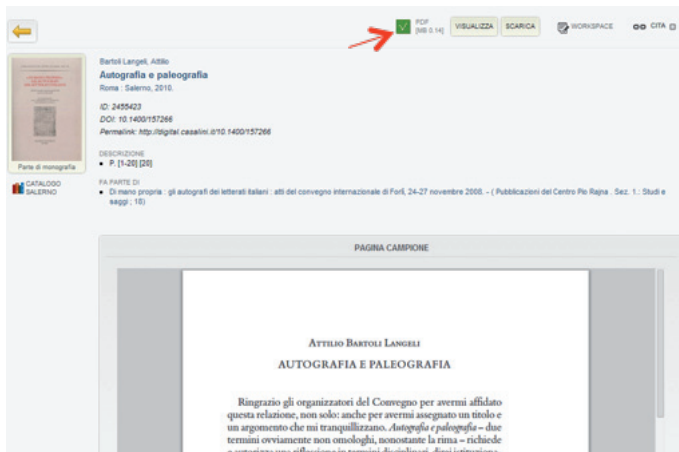 PDF
[MB 0.14]
VISUALIZZA
SCARICA
WORKSPACE
CITA
Bartoli Langeli, Attilio
Autografia e paleografia
Roma : Salerno, 2010.
ID: 2455423
DOI: 10.1400/157266
Permalink: http://digital.casalini.it/10.1400/157266
DESCRIZIONE
P. [1-20] [20]
Parte di monografia
CATALOGO
SALERNO
FA PARTE DI
Di mano propria : gli autografi dei letterati italiani : atti del convegno internazionale di Forlì, 24-27 novembre 2008. - ( Pubblicazioni del Centro Pio Rajna . Sez. 1.: Studi e
saggi ; 18)
PAGINA CAMPIONE
Attilio Bartoli Langeli
AUTOGRAFIA E PALEOGRAFIA
Ringrazio gli organizzatori del Convegno per avermi affidato
questa relazione, non solo: anche per avermi assegnato un titolo e
un argomento che mi tranquillizzano. Autografia e paleografia – due
termini ovviamente non omologhi, nonostante la rima – richiede